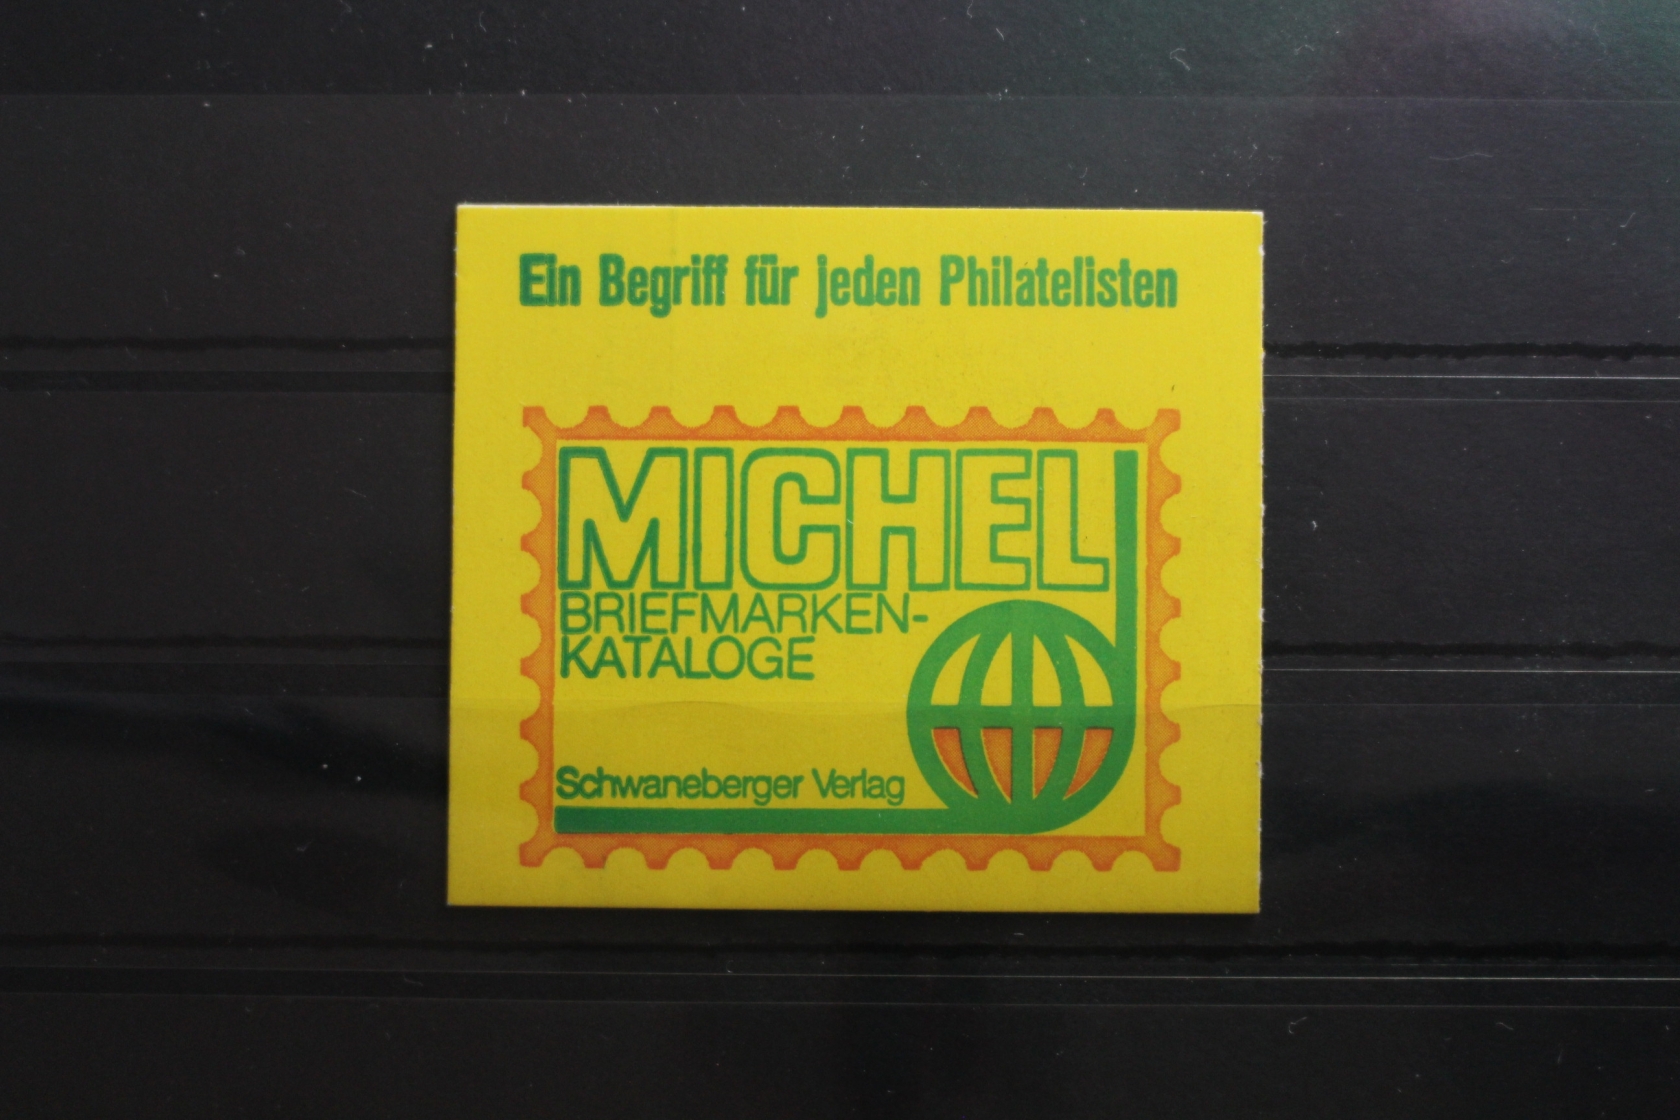 Ein Begriff für jeden Philatelisten
MICHEL
BRIEFMARKEN-
KATALOGE
Schwaneberger Verlag